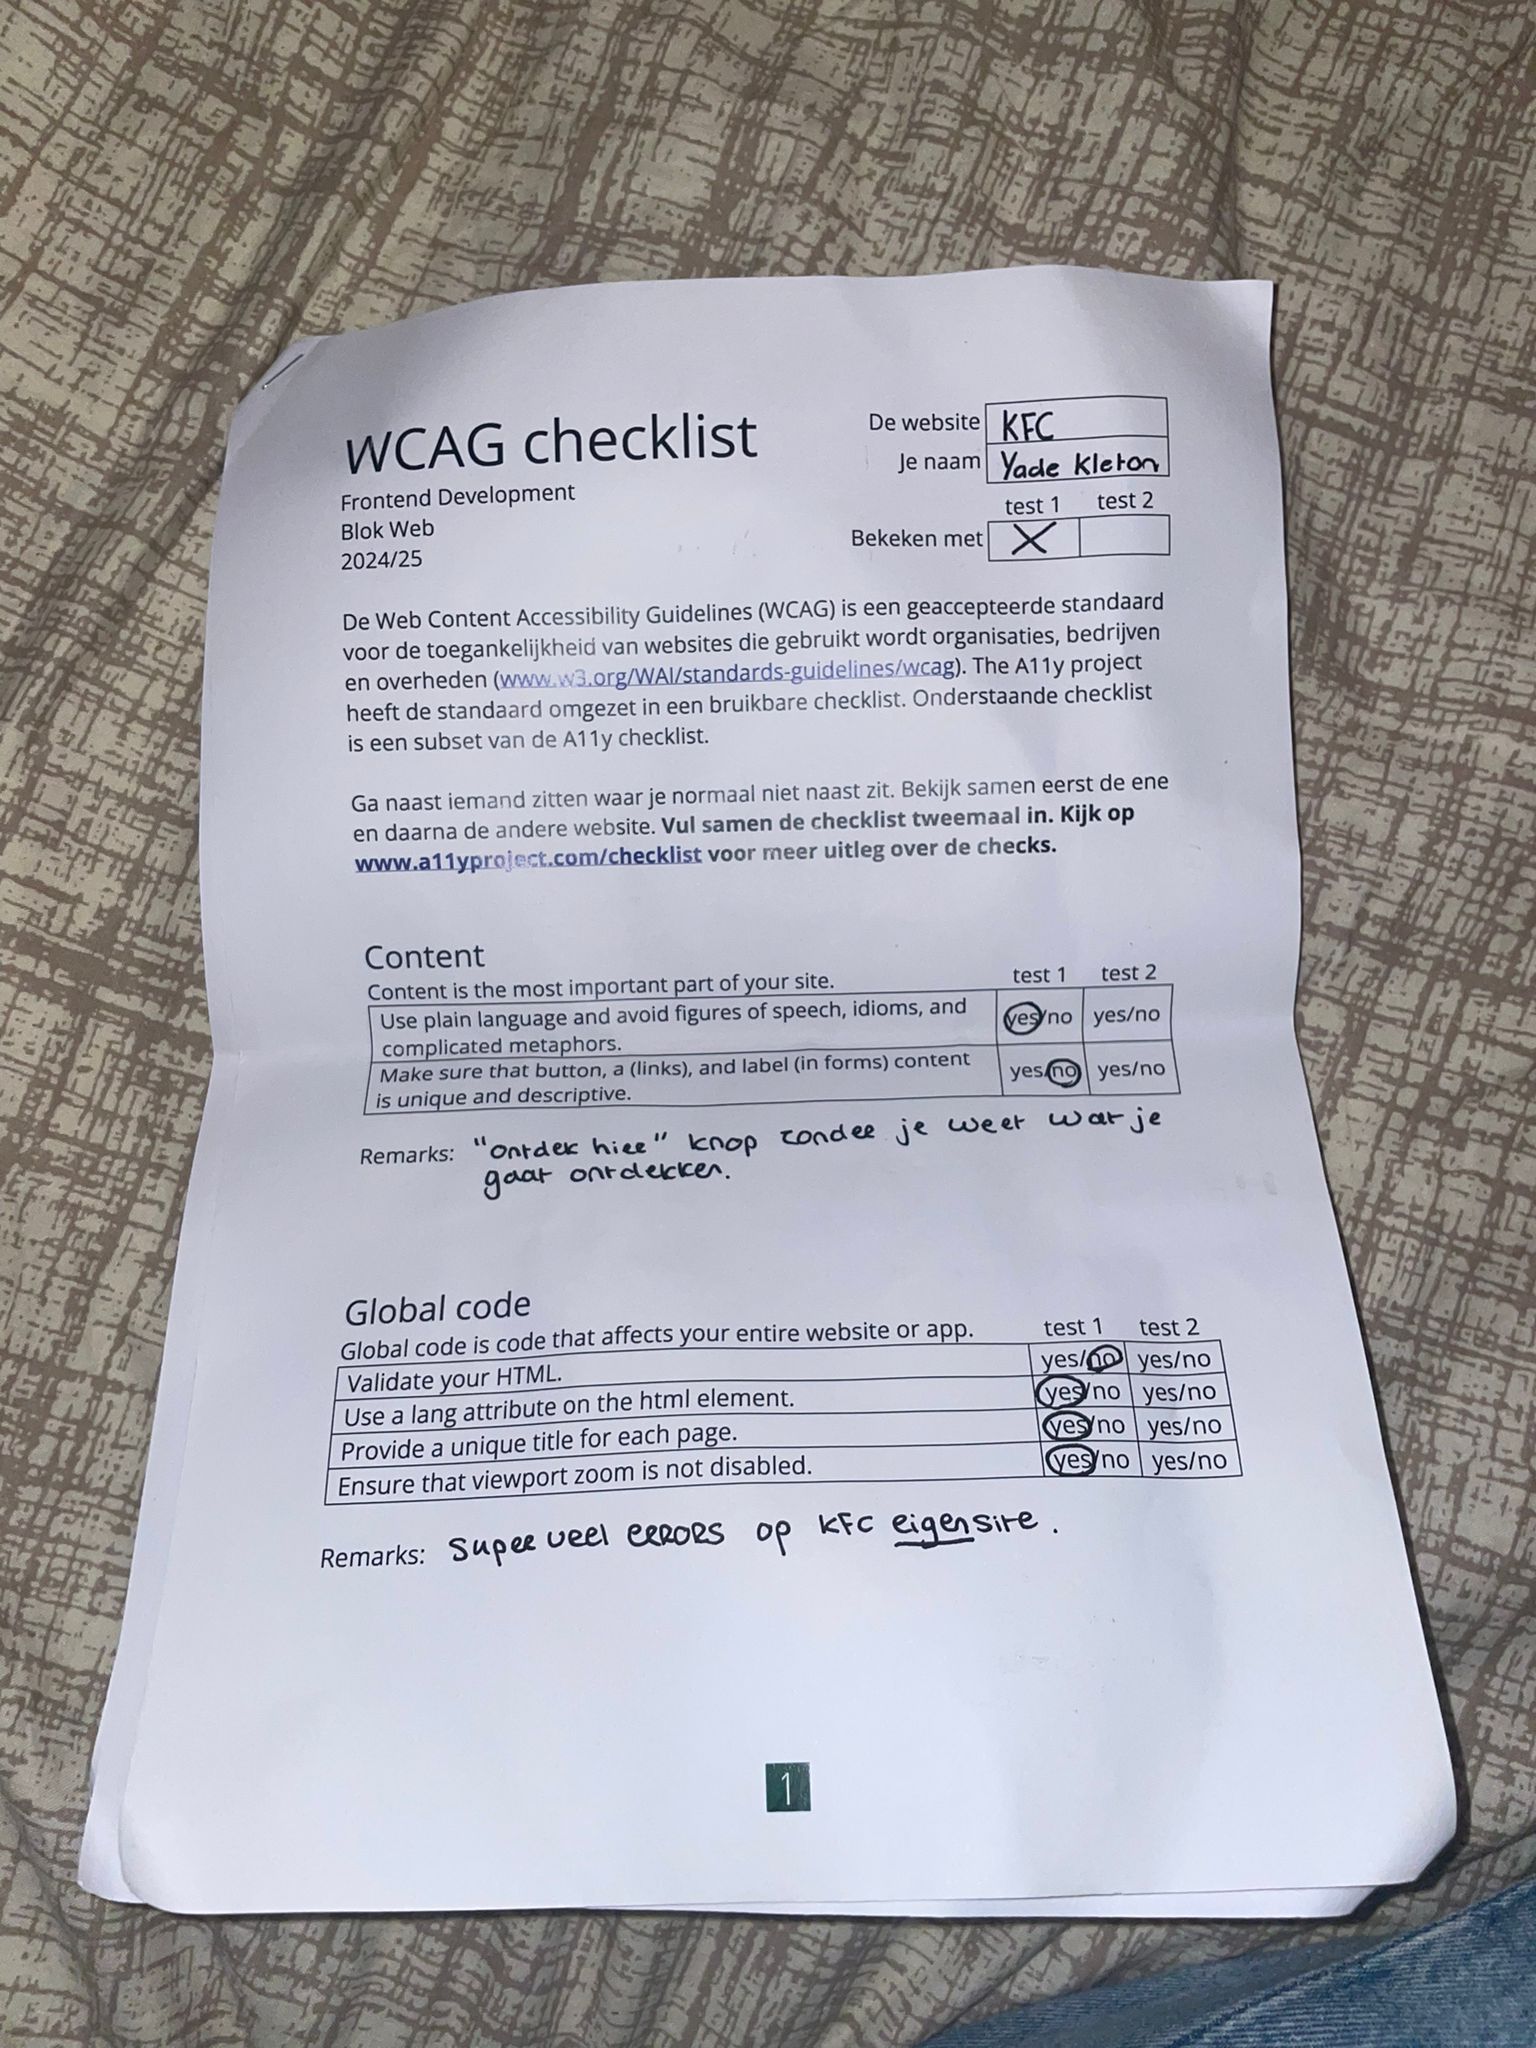 WCAG checklist
Frontend Development
Blok Web
2024/25
De website KFC
Je naam Yade Kleton
test 1 test 2
Bekeken met X
De Web Content Accessibility Guidelines (WCAG) is een geaccepteerde standaard
voor de toegankelijkheid van websites die gebruikt wordt organisaties, bedrijven
en overheden (www.w3.org/WAI/standards-guidelines/wcag). The A11y project
heeft de standaard omgezet in een bruikbare checklist. Onderstaande checklist
is een subset van de A11y checklist.
Ga naast iemand zitten waar je normaal niet naast zit. Bekijk samen eerst de ene
en daarna de andere website. Vul samen de checklist tweemaal in. Kijk op
www.a11yproject.com/checklist voor meer uitleg over de checks.
Content
Content is the most important part of your site. test 1 test 2
Use plain language and avoid figures of speech, idioms, and
complicated metaphors. yes/no yes/no
Make sure that button, a (links), and label (in forms) content
is unique and descriptive. yes/no yes/no
Remarks: "ontdek hier" knop zonder je weet wat je
gaat ontdekken.
Global code
Global code is code that affects your entire website or app. test 1 test 2
Validate your HTML. yes/no yes/no
Use a lang attribute on the html element. yes/no yes/no
Provide a unique title for each page. yes/no yes/no
Ensure that viewport zoom is not disabled. yes/no yes/no
Remarks: super veel ERRORS op KFC eigen site.
1